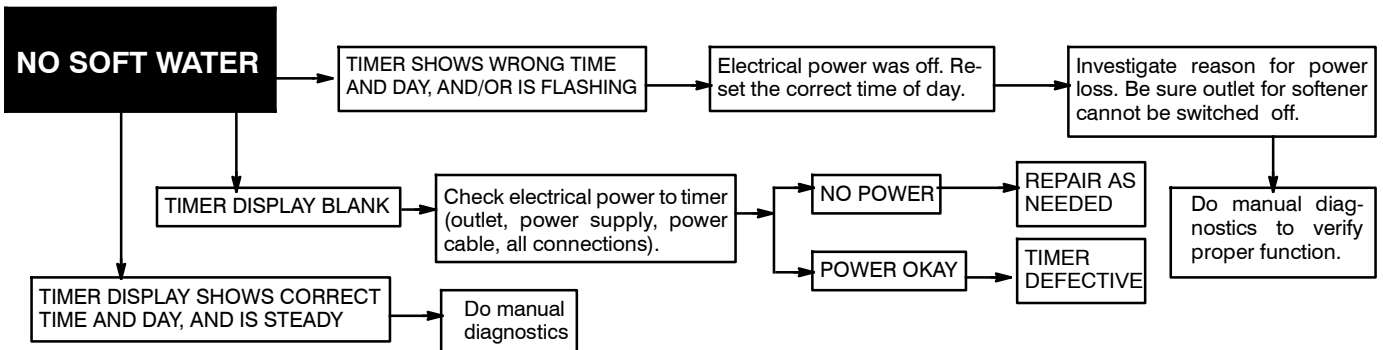 NO SOFT WATER
TIMER SHOWS WRONG TIME
AND DAY, AND/OR IS FLASHING
Electrical power was off. Re-
set the correct time of day.
Investigate reason for power
loss. Be sure outlet for softener
cannot be switched off.
Do manual diag-
nostics to verify
proper function.
TIMER DISPLAY BLANK
Check electrical power to timer
(outlet, power supply, power
cable, all connections).
NO POWER
REPAIR AS
NEEDED
POWER OKAY
TIMER
DEFECTIVE
TIMER DISPLAY SHOWS CORRECT
TIME AND DAY, AND IS STEADY
Do manual
diagnostics